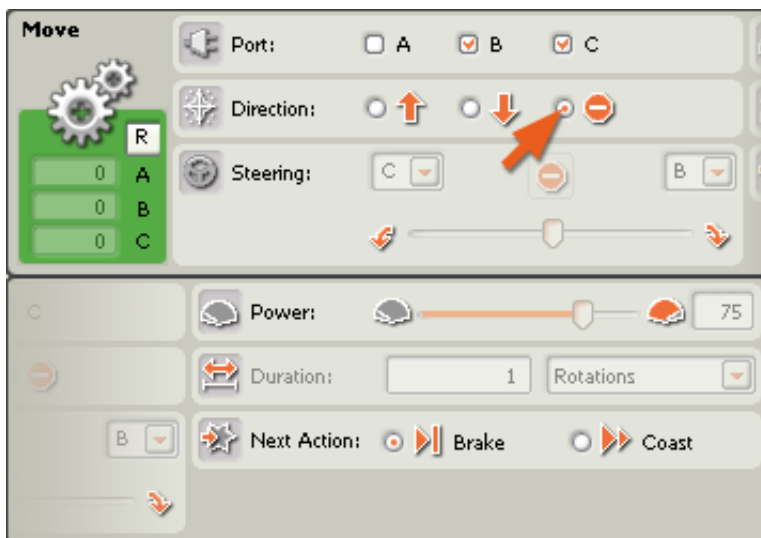 Move
Port: A B C
Direction:
R
0 A
Steering: C B
0 B
0 C
C Power: 75
Duration: 1 Rotations
B Next Action: Brake Coast